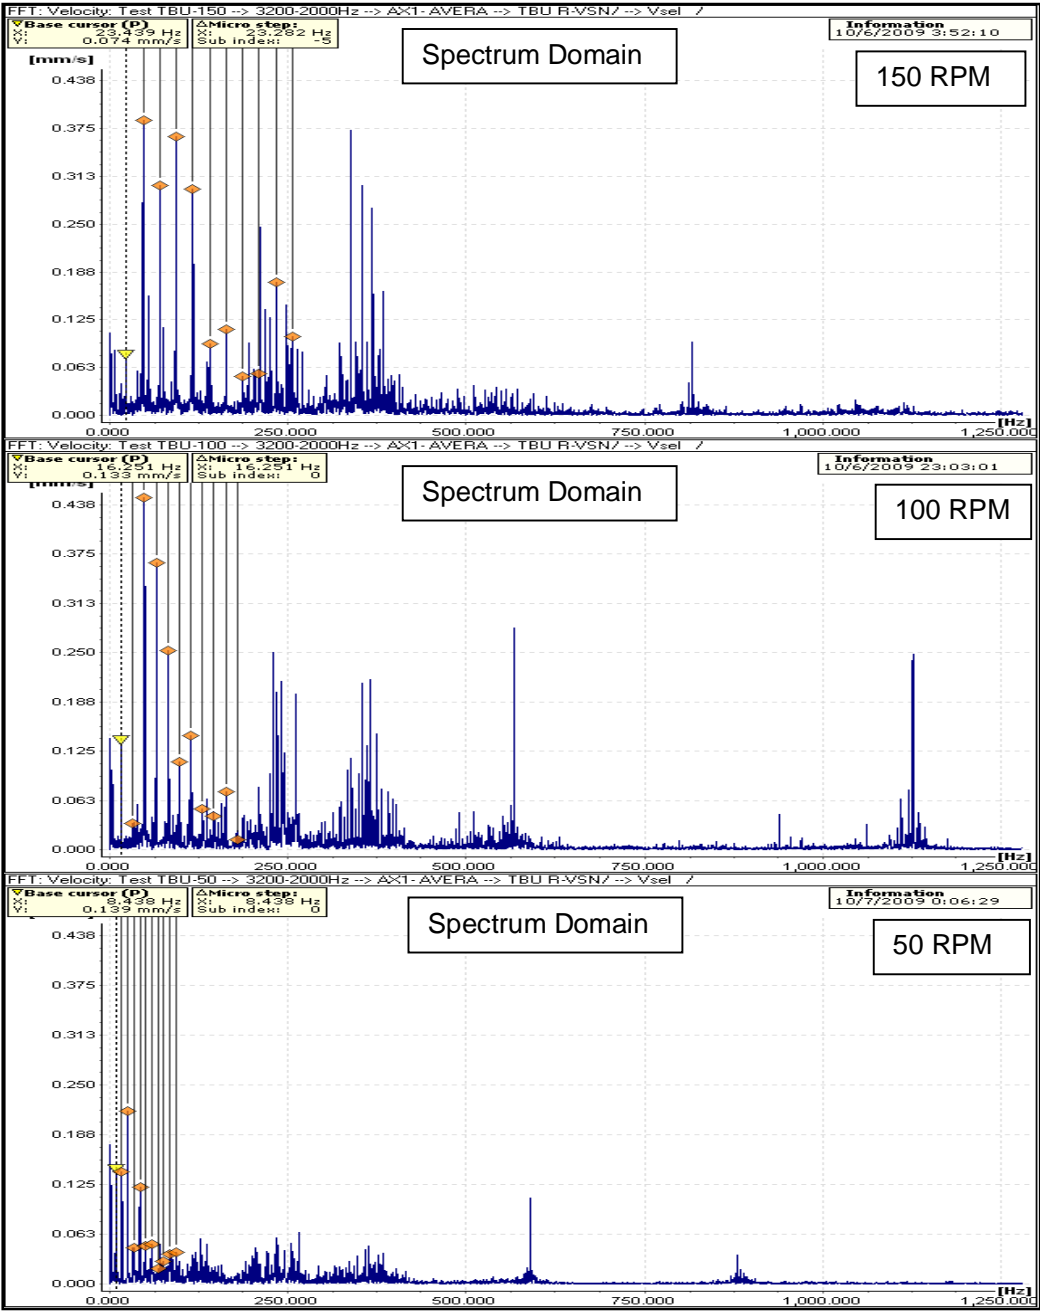 FFT: Velocity: Test TBU-150 --> 3200-2000Hz --> AX1- AVERA --> TBU R-VSN/ --> Vsel /
Base cursor (P)
X: 23.439 Hz
Y: 0.074 mm/s
Micro step:
X: 23.282 Hz
Sub index: -5
Information
10/6/2009 3:52:10
Spectrum Domain
150 RPM
[mm/s]
0.438
0.375
0.313
0.250
0.188
0.125
0.063
0.000
0.000 250.000 500.000 750.000 1,000.000 1,250.000
[Hz]
FFT: Velocity: Test TBU-100 --> 3200-2000Hz --> AX1- AVERA --> TBU R-VSN/ --> Vsel /
Base cursor (P)
X: 16.251 Hz
Y: 0.133 mm/s
Micro step:
X: 16.251 Hz
Sub index: 0
Information
10/6/2009 23:03:01
Spectrum Domain
100 RPM
[mm/s]
0.438
0.375
0.313
0.250
0.188
0.125
0.063
0.000
0.000 250.000 500.000 750.000 1,000.000 1,250.000
[Hz]
FFT: Velocity: Test TBU-50 --> 3200-2000Hz --> AX1- AVERA --> TBU R-VSN/ --> Vsel /
Base cursor (P)
X: 8.438 Hz
Y: 0.139 mm/s
Micro step:
X: 8.438 Hz
Sub index: 0
Information
10/7/2009 0:06:29
Spectrum Domain
50 RPM
0.438
0.375
0.313
0.250
0.188
0.125
0.063
0.000
0.000 250.000 500.000 750.000 1,000.000 1,250.000
[Hz]